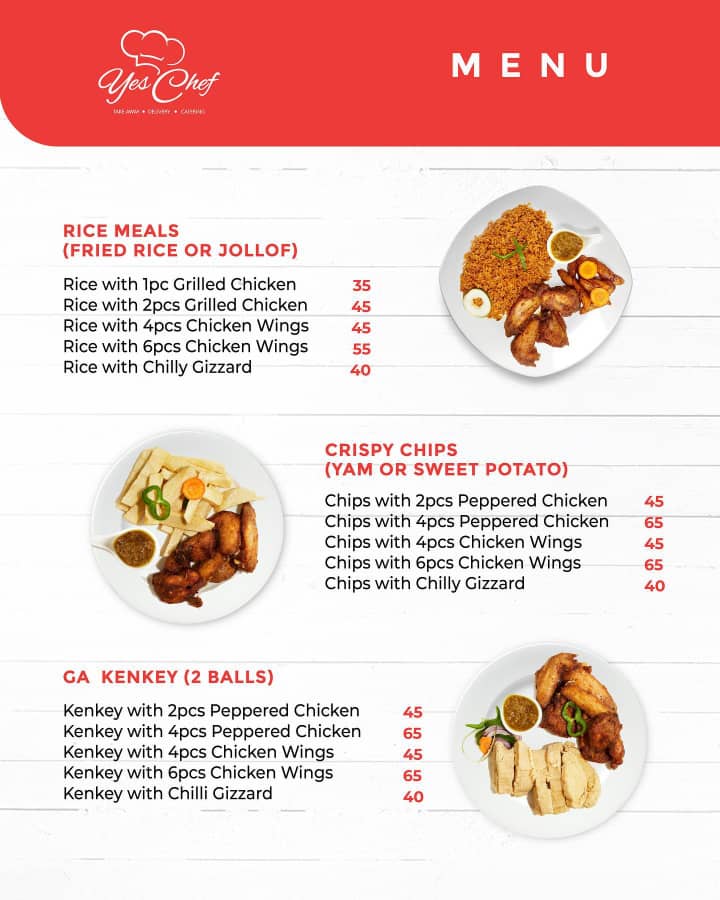 Yes Chef
TAKE AWAY • DELIVERY • CATERING
MENU
RICE MEALS
(FRIED RICE OR JOLLOF)
Rice with 1pc Grilled Chicken 35
Rice with 2pcs Grilled Chicken 45
Rice with 4pcs Chicken Wings 45
Rice with 6pcs Chicken Wings 55
Rice with Chilly Gizzard 40
CRISPY CHIPS
(YAM OR SWEET POTATO)
Chips with 2pcs Peppered Chicken 45
Chips with 4pcs Peppered Chicken 65
Chips with 4pcs Chicken Wings 45
Chips with 6pcs Chicken Wings 65
Chips with Chilly Gizzard 40
GA KENKEY (2 BALLS)
Kenkey with 2pcs Peppered Chicken 45
Kenkey with 4pcs Peppered Chicken 65
Kenkey with 4pcs Chicken Wings 45
Kenkey with 6pcs Chicken Wings 65
Kenkey with Chilli Gizzard 40